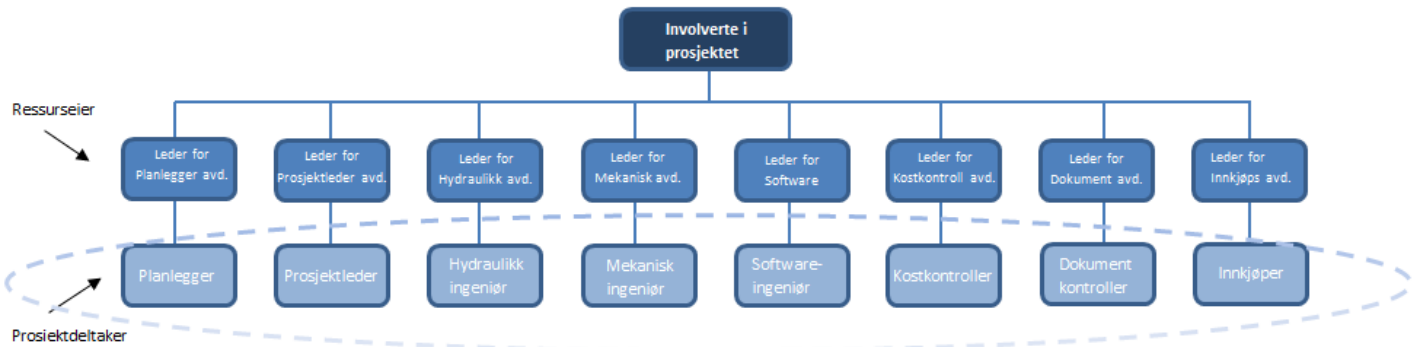 Involverte i
prosjektet
Ressurseier
Leder for
Planlegger avd.
Leder for
Prosjektleder avd.
Leder for
Hydraulikk avd.
Leder for
Mekanisk avd.
Leder for
Software
Leder for
Kostkontroll avd.
Leder for
Dokument avd.
Leder for
Innkjøps avd.
Planlegger
Prosjektleder
Hydraulikk
ingeniør
Mekanisk
ingeniør
Software-
ingeniør
Kostkontroller
Dokument
kontroller
Innkjøper
Prosjektdeltaker